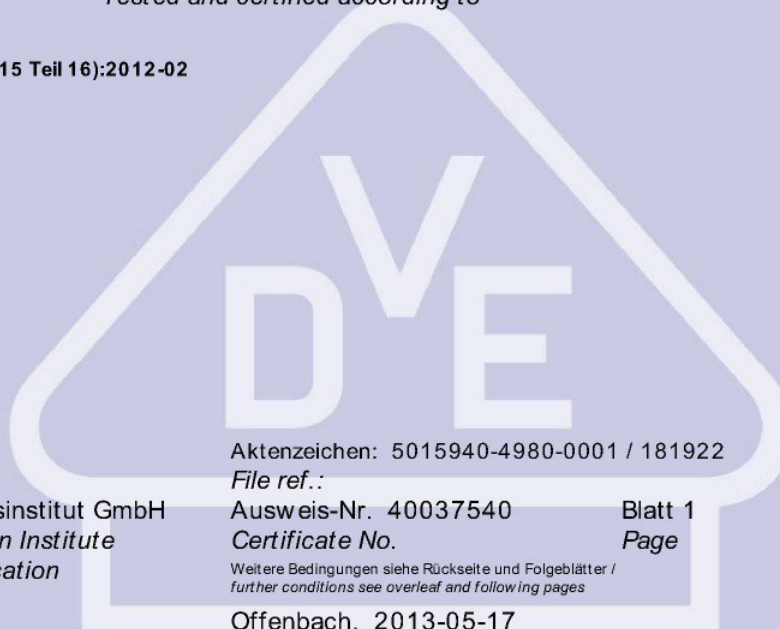 Tested and certified according to
15 Teil 16):2012-02
V
D E
Aktenzeichen: 5015940-4980-0001 / 181922
File ref.:
sinstitut GmbH Ausweis-Nr. 40037540 Blatt 1
n Institute Certificate No. Page
cation Weitere Bedingungen siehe Rückseite und Folgeblätter /
further conditions see overleaf and following pages
Offenbach, 2013-05-17